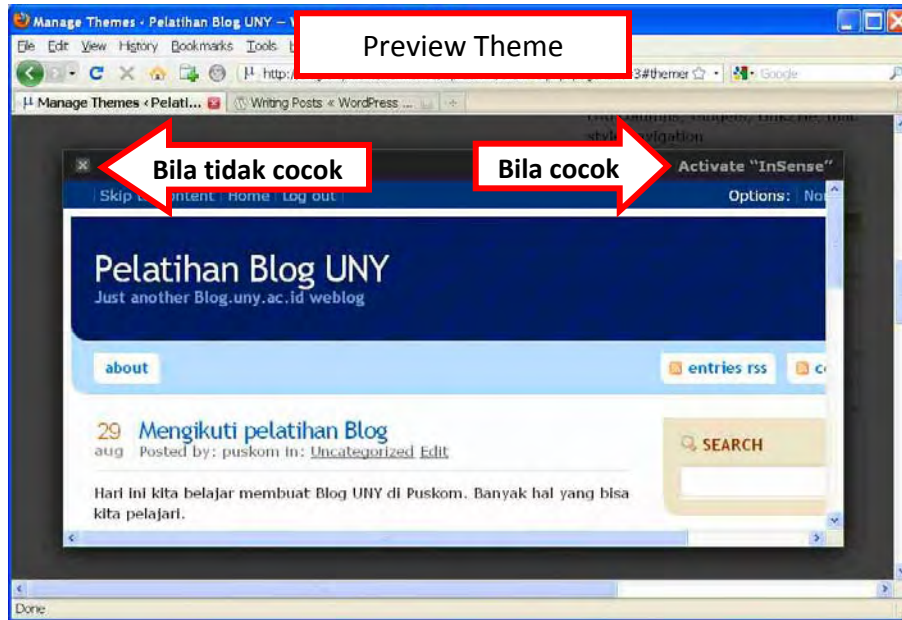 Manage Themes ‹ Pelatihan Blog UNY —
Preview Theme
File Edit View History Bookmarks Tools
http:/
3#themer
Google
Manage Themes ‹ Pelati...
Writing Posts « WordPress ...
style navigation
Bila tidak cocok
Bila cocok
Activate "InSense"
Skip to content Home Log out
Options:
Pelatihan Blog UNY
Just another Blog.uny.ac.id weblog
about
entries rss
29 Mengikuti pelatihan Blog
aug Posted by: puskom in: Uncategorized Edit
SEARCH
Hari ini kita belajar membuat Blog UNY di Puskom. Banyak hal yang bisa
kita pelajari.
Done